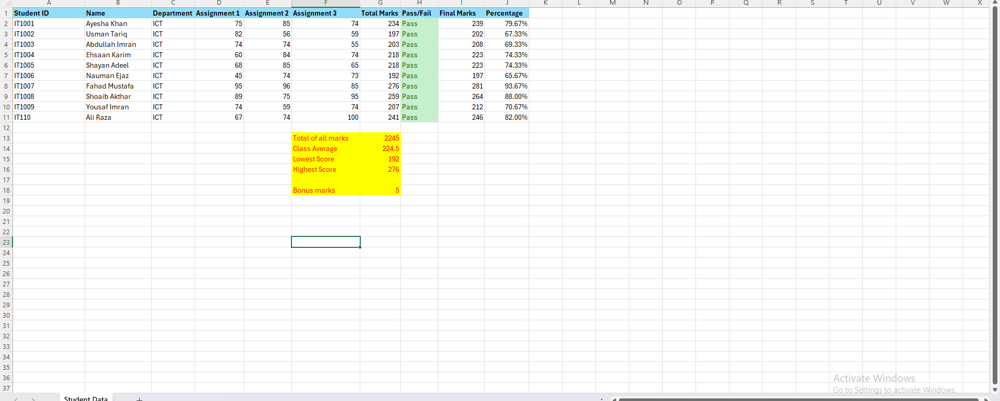 A B C D E F G H I J K L M N O P Q R S T U V W X
1 Student ID Name Department Assignment 1 Assignment 2 Assignment 3 Total Marks Pass/Fail Final Marks Percentage
2 IT1001 Ayesha Khan ICT 75 85 74 234 Pass 239 79.67%
3 IT1002 Usman Tariq ICT 82 56 59 197 Pass 202 67.33%
4 IT1003 Abdullah Imran ICT 74 74 55 203 Pass 208 69.33%
5 IT1004 Ehsaan Karim ICT 60 84 74 218 Pass 223 74.33%
6 IT1005 Shayan Adeel ICT 68 85 65 218 Pass 223 74.33%
7 IT1006 Nauman Ejaz ICT 45 74 73 192 Pass 197 65.67%
8 IT1007 Fahad Mustafa ICT 95 96 85 276 Pass 281 93.67%
9 IT1008 Shoaib Akthar ICT 89 75 95 259 Pass 264 88.00%
10 IT1009 Yousaf Imran ICT 74 59 74 207 Pass 212 70.67%
11 IT110 Ali Raza ICT 67 74 100 241 Pass 246 82.00%
12
13 Total of all marks 2245
14 Class Average 224.5
15 Lowest Score 192
16 Highest Score 276
17
18 Bonus marks 5
19
20
21
22
23
24
25
26
27
28
29
30
31
32
33
34
35
36 Activate Windows
37 Go to Settings to activate Windows.
Student Data +